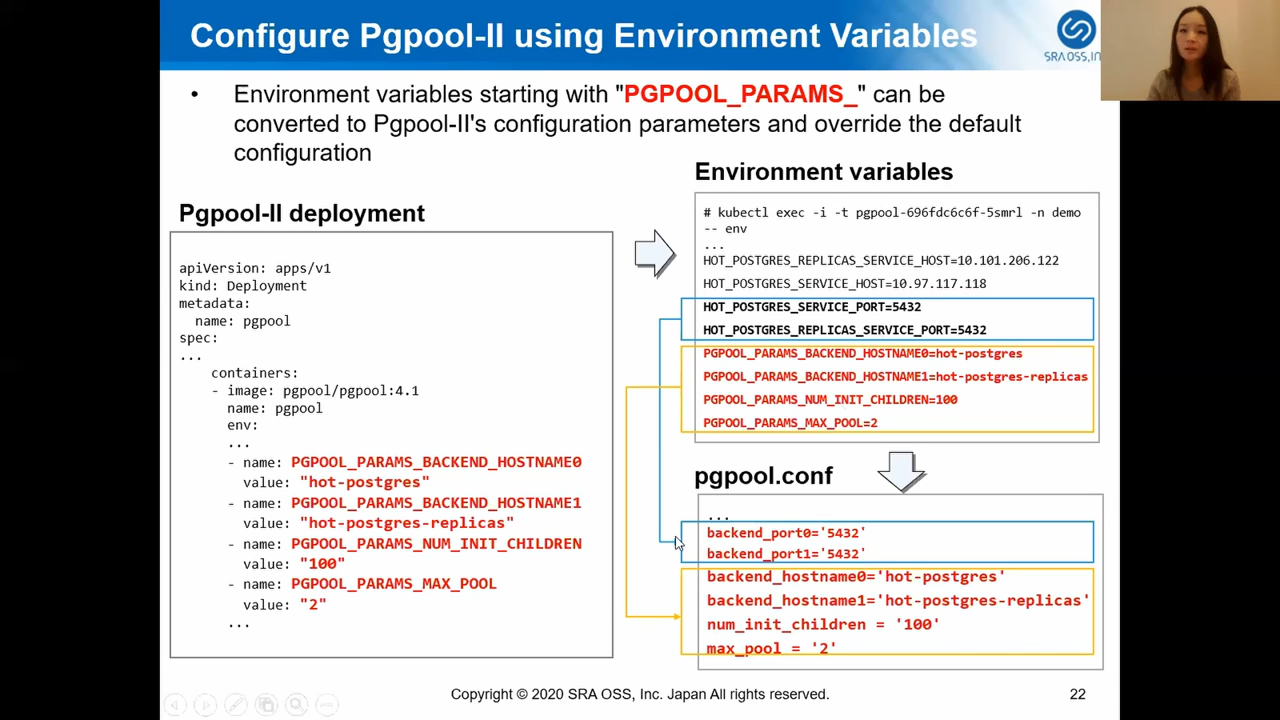 Configure Pgpool-II using Environment Variables
SRA OSS, In
• Environment variables starting with "PGPOOL_PARAMS_" can be
converted to Pgpool-II's configuration parameters and override the default
configuration
Pgpool-II deployment
apiVersion: apps/v1
kind: Deployment
metadata:
name: pgpool
spec:
...
containers:
- image: pgpool/pgpool:4.1
name: pgpool
env:
...
- name: PGPOOL_PARAMS_BACKEND_HOSTNAME0
value: "hot-postgres"
- name: PGPOOL_PARAMS_BACKEND_HOSTNAME1
value: "hot-postgres-replicas"
- name: PGPOOL_PARAMS_NUM_INIT_CHILDREN
value: "100"
- name: PGPOOL_PARAMS_MAX_POOL
value: "2"
...
Environment variables
# kubectl exec -i -t pgpool-696fdc6c6f-5smrl -n demo
-- env
...
HOT_POSTGRES_REPLICAS_SERVICE_HOST=10.101.206.122
HOT_POSTGRES_SERVICE_HOST=10.97.117.118
HOT_POSTGRES_SERVICE_PORT=5432
HOT_POSTGRES_REPLICAS_SERVICE_PORT=5432
PGPOOL_PARAMS_BACKEND_HOSTNAME0=hot-postgres
PGPOOL_PARAMS_BACKEND_HOSTNAME1=hot-postgres-replicas
PGPOOL_PARAMS_NUM_INIT_CHILDREN=100
PGPOOL_PARAMS_MAX_POOL=2
pgpool.conf
...
backend_port0='5432'
backend_port1='5432'
backend_hostname0='hot-postgres'
backend_hostname1='hot-postgres-replicas'
num_init_children = '100'
max_pool = '2'
Copyright © 2020 SRA OSS, Inc. Japan All rights reserved.
22